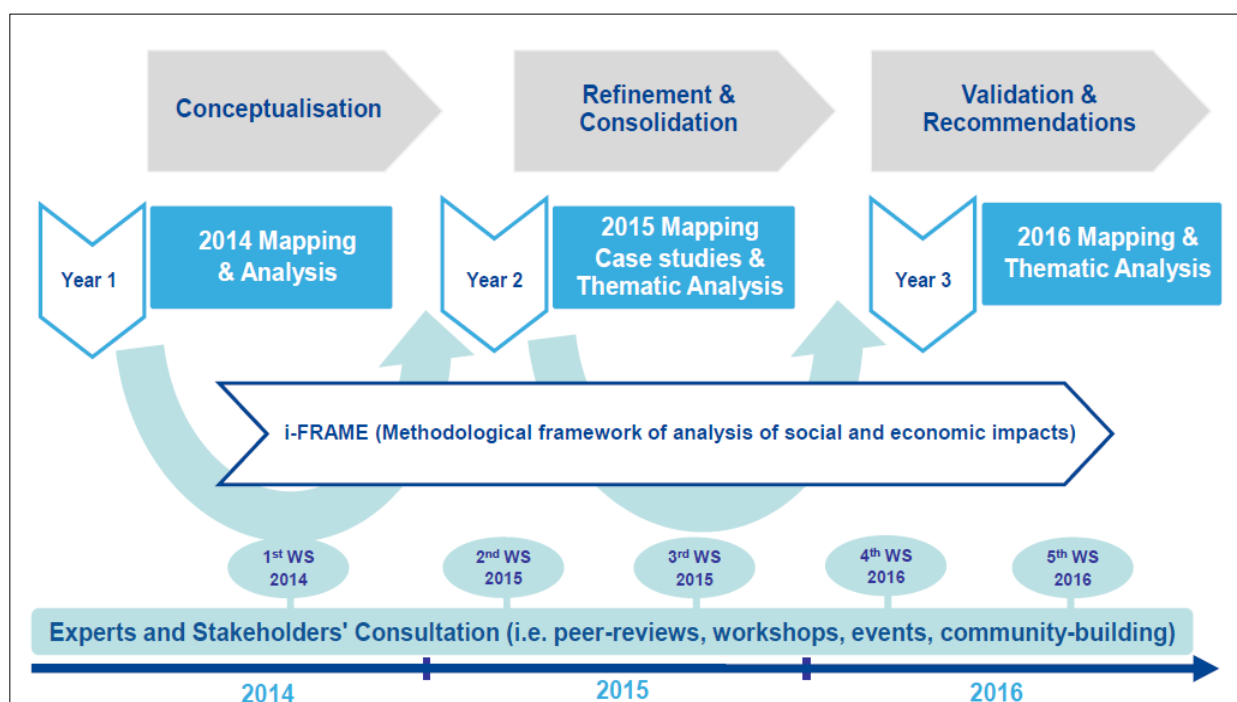 Conceptualisation
Refinement &
Consolidation
Validation &
Recommendations
Year 1
2014 Mapping
& Analysis
Year 2
2015 Mapping
Case studies &
Thematic Analysis
Year 3
2016 Mapping &
Thematic Analysis
i-FRAME (Methodological framework of analysis of social and economic impacts)
1st WS
2014
2nd WS
2015
3rd WS
2015
4th WS
2016
5th WS
2016
Experts and Stakeholders' Consultation (i.e. peer-reviews, workshops, events, community-building)
2014
2015
2016